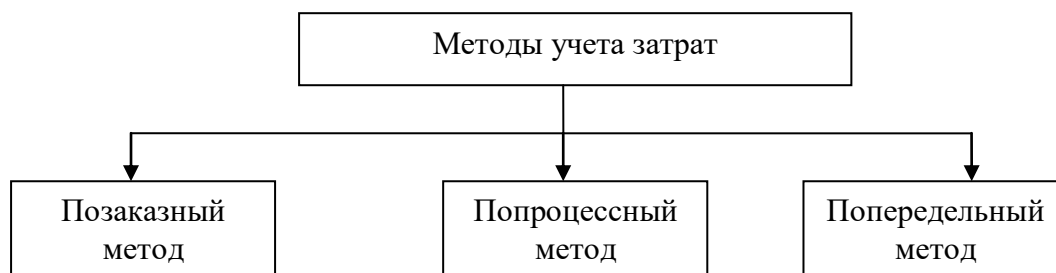 Методы учета затрат
Позаказный
метод
Попроцессный
метод
Попередельный
метод